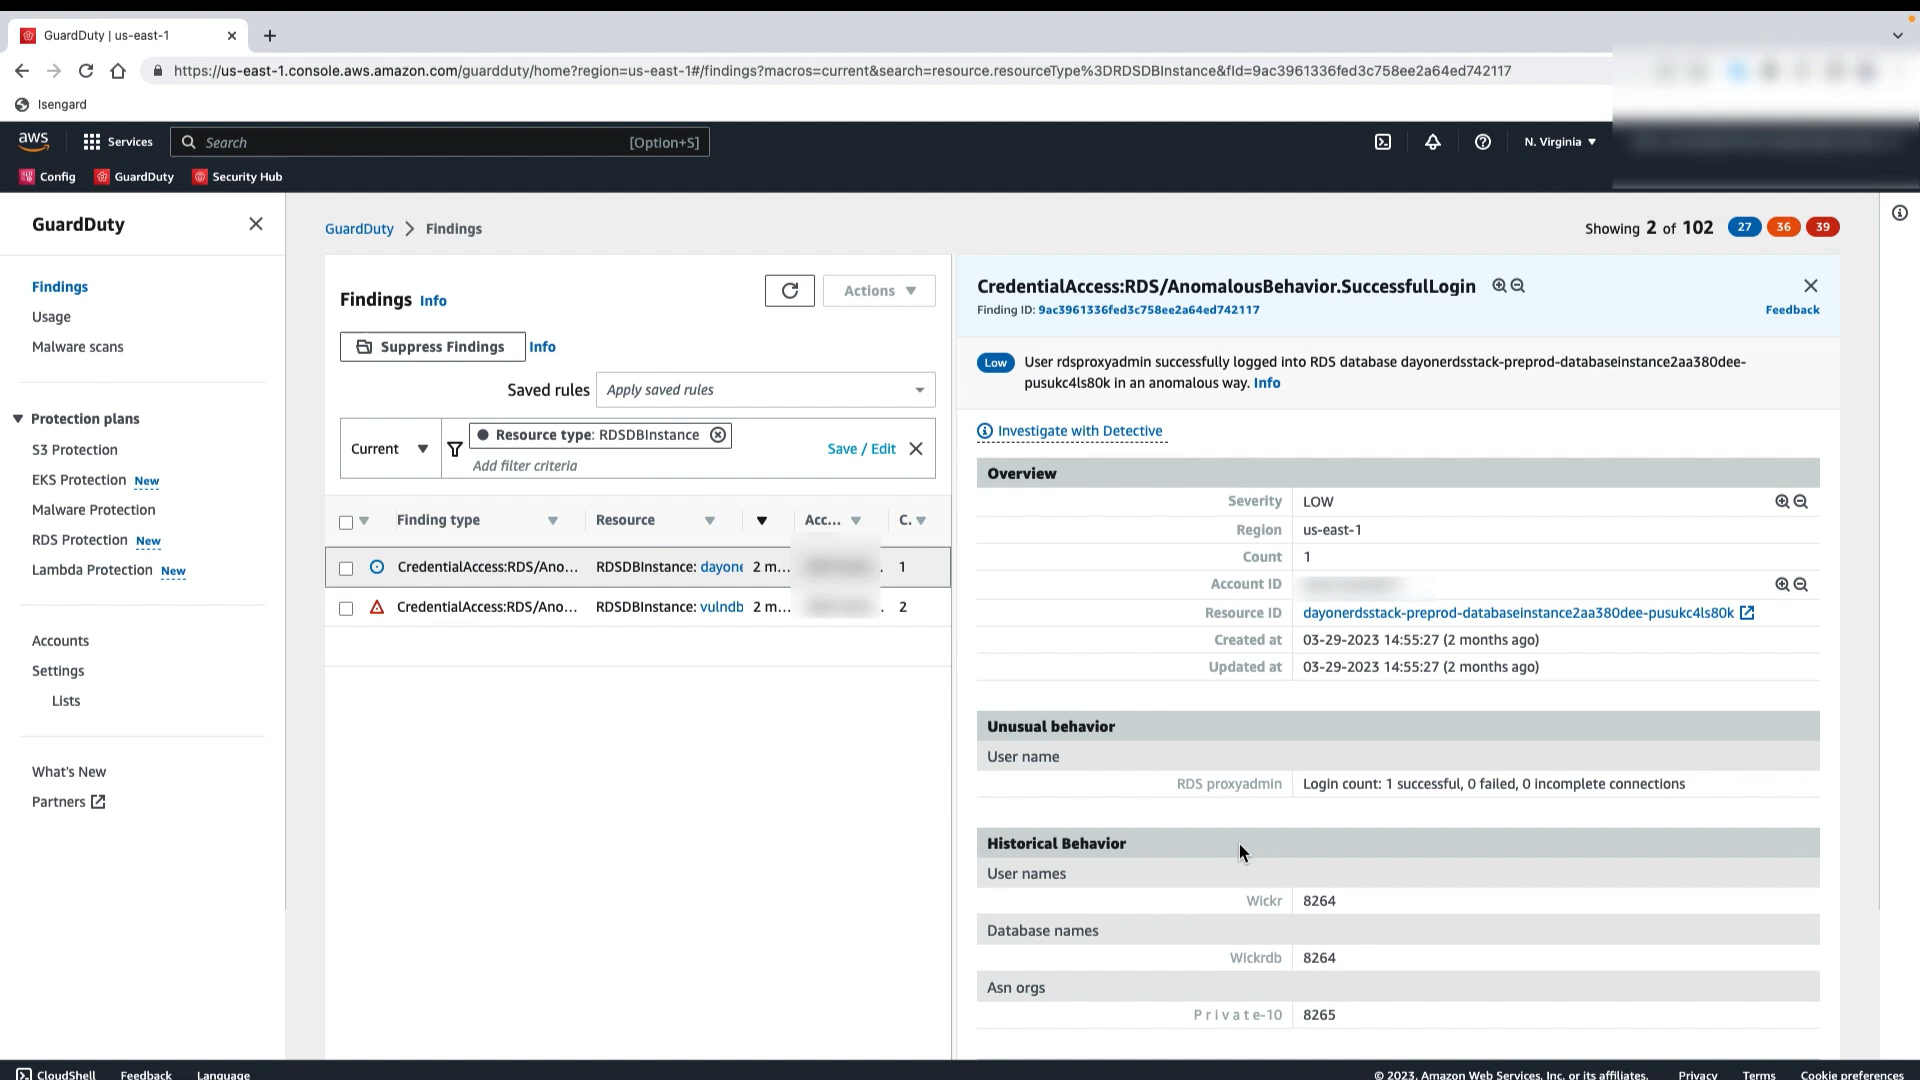 GuardDuty | us-east-1
https://us-east-1.console.aws.amazon.com/guardduty/home?region=us-east-1#/findings?macros=current&search=resource.resourceType%3DRDSDBInstance&fId=9ac3961336fed3c758ee2a64ed742117
Isengard
aws
Services
Search
[Option+S]
N. Virginia
Config
GuardDuty
Security Hub
GuardDuty
Findings
Usage
Malware scans
Protection plans
S3 Protection
EKS Protection New
Malware Protection
RDS Protection New
Lambda Protection New
Accounts
Settings
Lists
What's New
Partners
GuardDuty > Findings
Showing 2 of 102 27 36 39
Findings Info
Actions
Suppress Findings Info
Saved rules Apply saved rules
Current
Resource type: RDSDBInstance
Add filter criteria
Save / Edit
Finding type Resource Acc... C.
CredentialAccess:RDS/Ano... RDSDBInstance: dayone 2 m... . 1
CredentialAccess:RDS/Ano... RDSDBInstance: vulndb 2 m... . 2
CredentialAccess:RDS/AnomalousBehavior.SuccessfulLogin
Finding ID: 9ac3961336fed3c758ee2a64ed742117
Feedback
Low User rdsproxyadmin successfully logged into RDS database dayonerdsstack-preprod-databaseinstance2aa380dee-
pusukc4ls80k in an anomalous way. Info
Investigate with Detective
Overview
Severity LOW
Region us-east-1
Count 1
Account ID
Resource ID dayonerdsstack-preprod-databaseinstance2aa380dee-pusukc4ls80k
Created at 03-29-2023 14:55:27 (2 months ago)
Updated at 03-29-2023 14:55:27 (2 months ago)
Unusual behavior
User name
RDS proxyadmin Login count: 1 successful, 0 failed, 0 incomplete connections
Historical Behavior
User names
Wickr 8264
Database names
Wickrdb 8264
Asn orgs
Private-10 8265
CloudShell Feedback Language
© 2023, Amazon Web Services, Inc. or its affiliates. Privacy Terms Cookie preferences